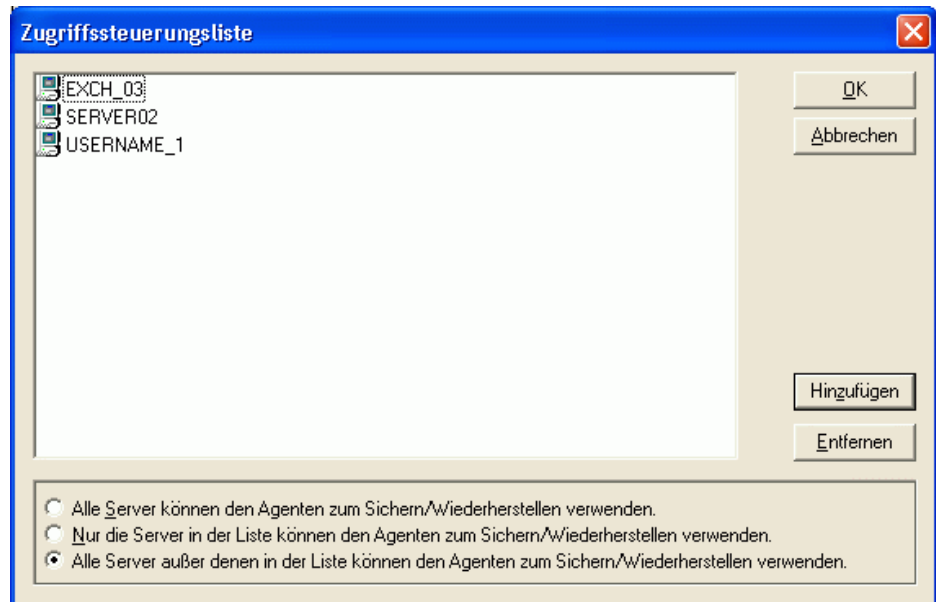 Zugriffssteuerungsliste
EXCH_03
SERVER02
USERNAME_1
OK
Abbrechen
Hinzufügen
Entfernen
Alle Server können den Agenten zum Sichern/Wiederherstellen verwenden.
Nur die Server in der Liste können den Agenten zum Sichern/Wiederherstellen verwenden.
Alle Server außer denen in der Liste können den Agenten zum Sichern/Wiederherstellen verwenden.